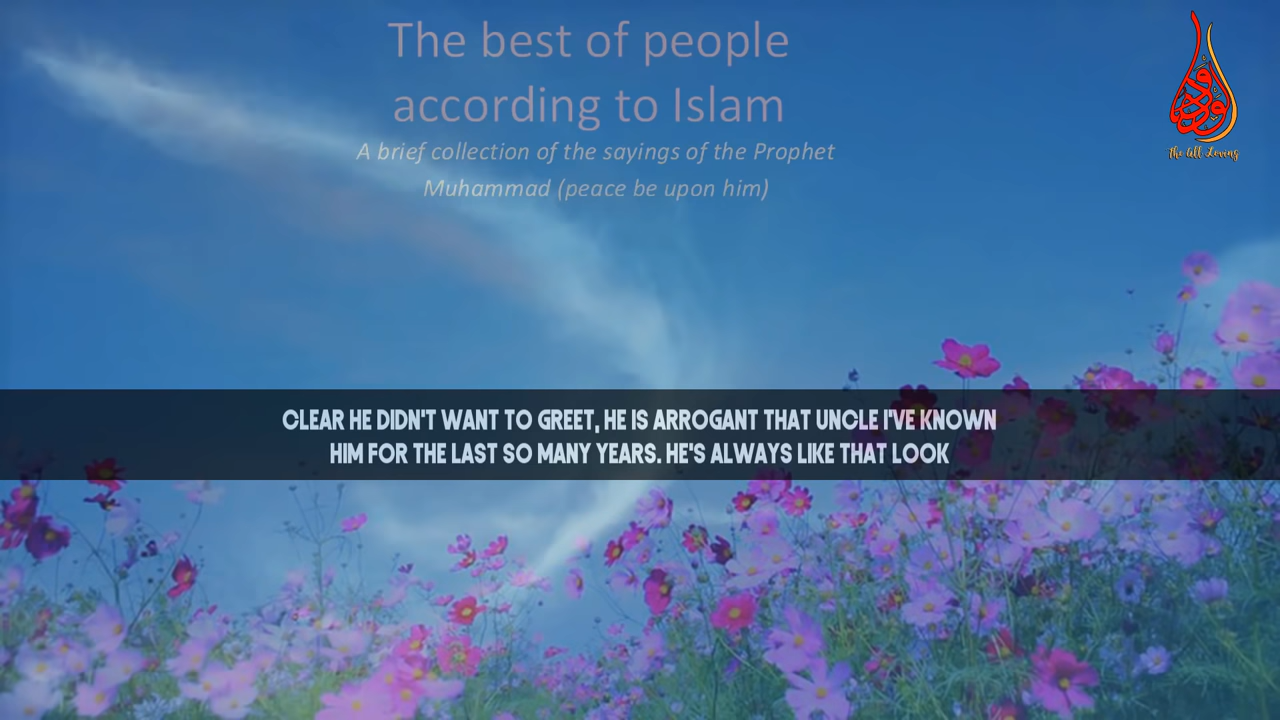 The best of people
according to Islam
A brief collection of the sayings of the Prophet
Muhammad (peace be upon him)
The All Loving
CLEAR HE DIDN'T WANT TO GREET, HE IS ARROGANT THAT UNCLE I'VE KNOWN
HIM FOR THE LAST SO MANY YEARS. HE'S ALWAYS LIKE THAT LOOK